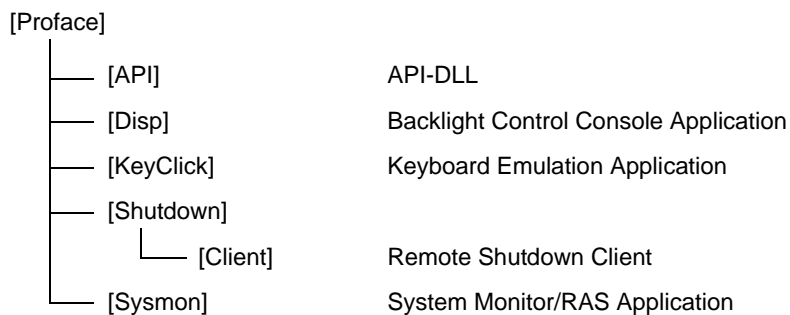 [Proface]
[API] API-DLL
[Disp] Backlight Control Console Application
[KeyClick] Keyboard Emulation Application
[Shutdown]
[Client] Remote Shutdown Client
[Sysmon] System Monitor/RAS Application